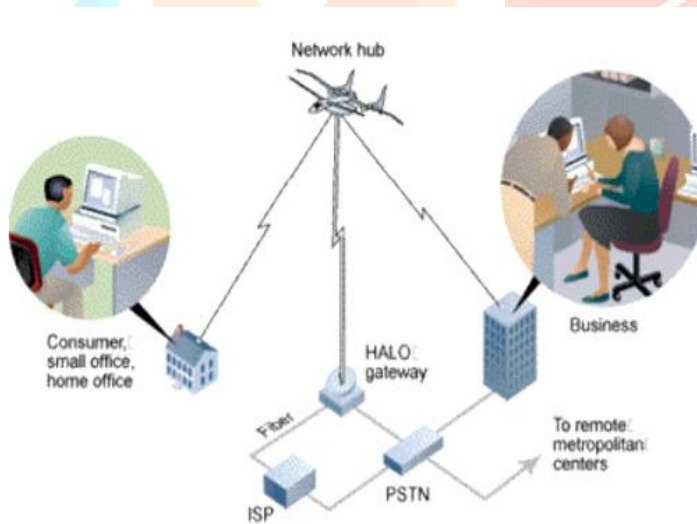 Network hub
Consumer,
small office,
home office
Business
HALO
gateway
Fiber
To remote
metropolitan
centers
PSTN
ISP